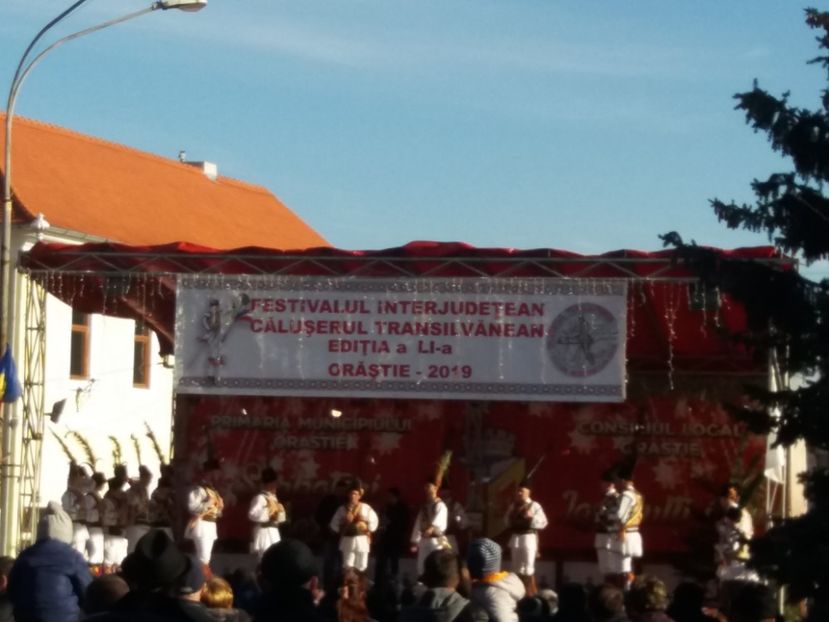 FESTIVALUL INTERJUDEȚEAN
CĂLUȘERUL TRANSILVĂNEAN
EDIȚIA a LI-a
ORĂȘTIE - 2019
PRIMĂRIA MUNICIPIULUI
ORĂȘTIE
CONSILIUL LOCAL
ORĂȘTIE